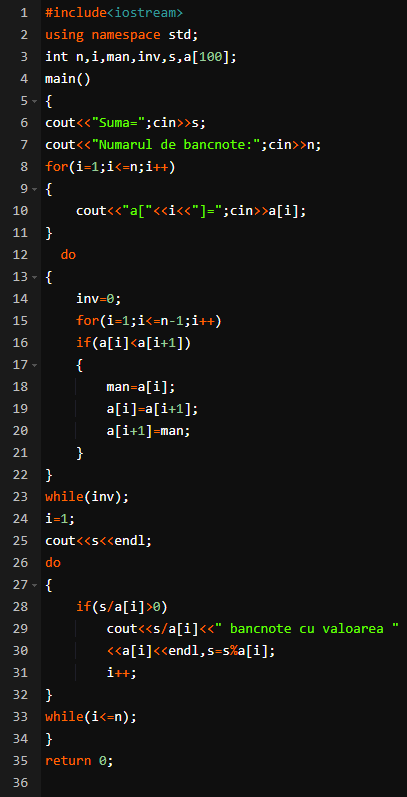 1 #include<iostream>
2 using namespace std;
3 int n,i,man,inv,s,a[100];
4 main()
5 {
6 cout<<"Suma=";cin>>s;
7 cout<<"Numarul de bancnote:";cin>>n;
8 for(i=1;i<=n;i++)
9 {
10     cout<<"a["<<i<<"]=";cin>>a[i];
11 }
12   do
13 {
14     inv=0;
15     for(i=1;i<=n-1;i++)
16     if(a[i]<a[i+1])
17     {
18         man=a[i];
19         a[i]=a[i+1];
20         a[i+1]=man;
21     }
22 }
23 while(inv);
24 i=1;
25 cout<<s<<endl;
26 do
27 {
28     if(s/a[i]>0)
29         cout<<s/a[i]<<" bancnote cu valoarea "
30         <<a[i]<<endl,s=s%a[i];
31         i++;
32 }
33 while(i<=n);
34 }
35 return 0;
36